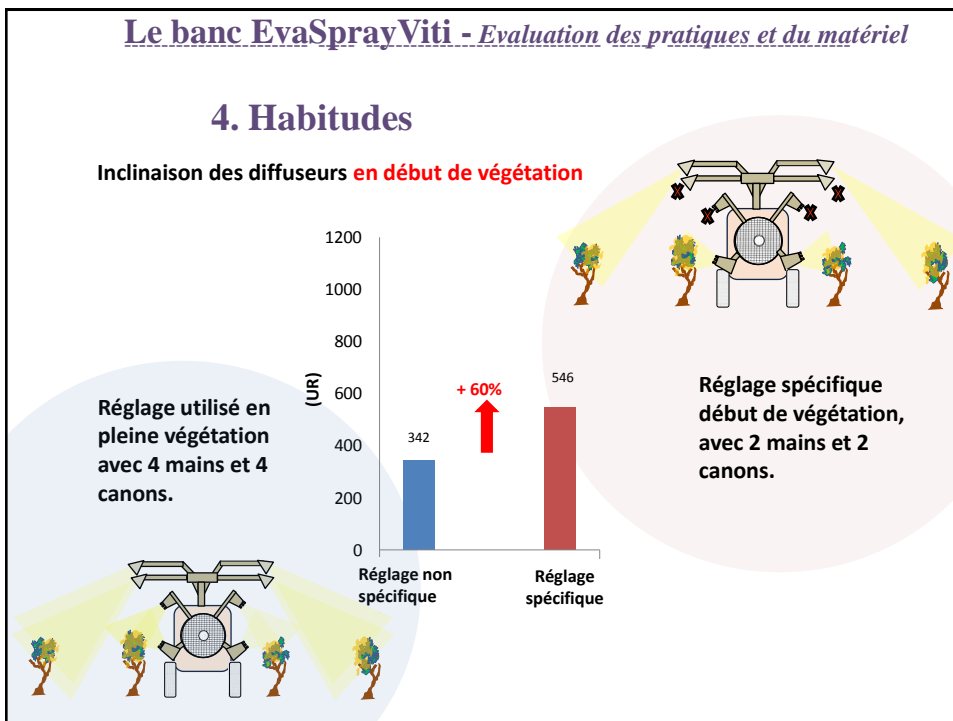 Le banc EvaSprayViti - Evaluation des pratiques et du matériel
4. Habitudes
Inclinaison des diffuseurs en début de végétation
1200
1000
800
600
400
200
0
(UR)
342
+ 60%
546
Réglage non
spécifique
Réglage
spécifique
Réglage utilisé en
pleine végétation
avec 4 mains et 4
canons.
Réglage spécifique
début de végétation,
avec 2 mains et 2
canons.